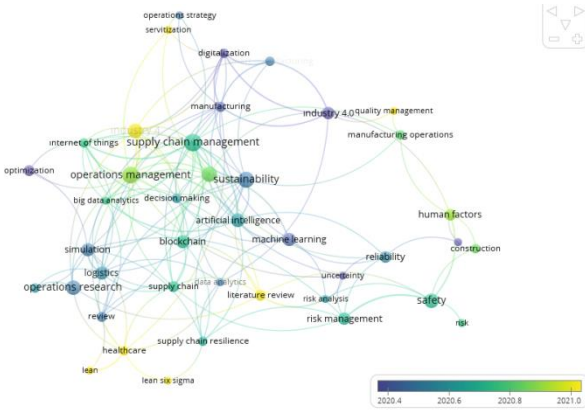 operations strategy
servitization
digitalization
manufacturing
industry 4.0
quality management
manufacturing operations
internet of things
supply chain management
optimization
operations management
sustainability
big data analytics
decision making
artificial intelligence
human factors
blockchain
machine learning
construction
simulation
reliability
logistics
uncertainty
data analytics
operations research
supply chain
literature review
risk analysis
safety
review
risk management
risk
supply chain resilience
healthcare
lean
lean six sigma
2020.4 2020.6 2020.8 2021.0